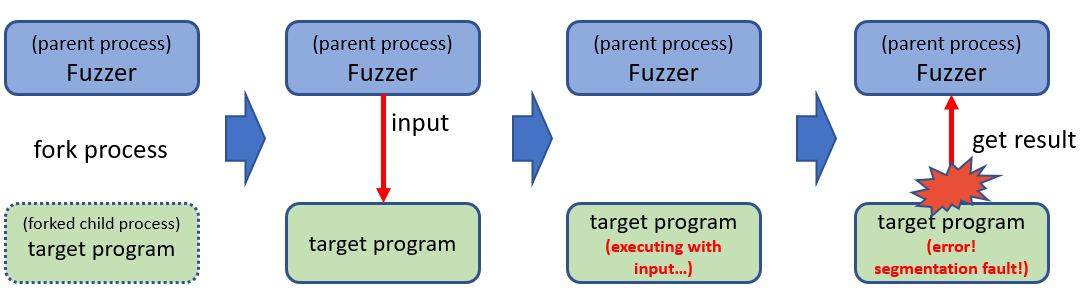 (parent process)
Fuzzer
fork process
(forked child process)
target program
(parent process)
Fuzzer
input
target program
(parent process)
Fuzzer
target program
(executing with
input...)
(parent process)
Fuzzer
get result
target program
(error!
segmentation fault!)